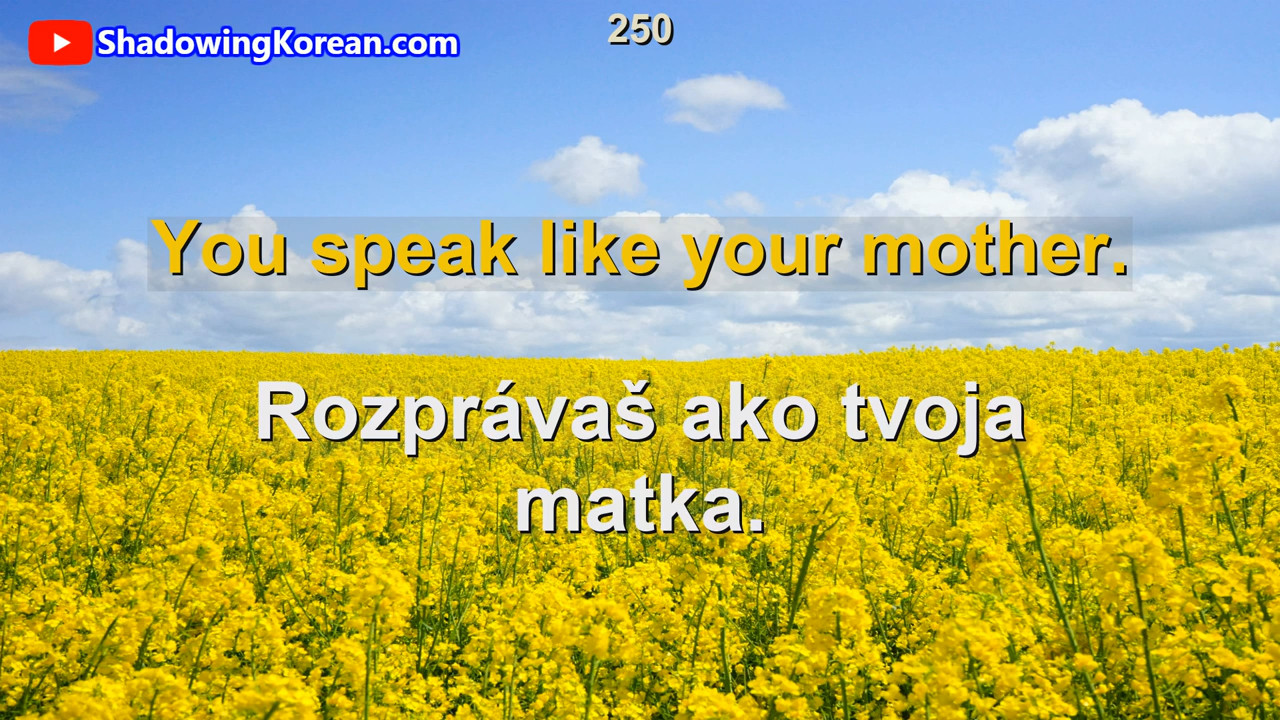 ShadowingKorean.com
250
You speak like your mother.
Rozprávaš ako tvoja
matka.